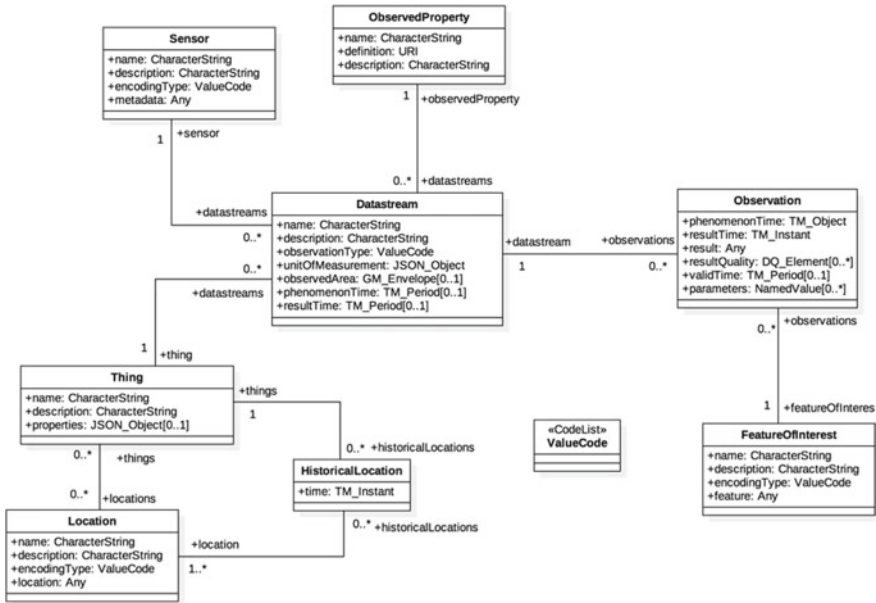 ObservedProperty
+name: CharacterString
+definition: URI
+description: CharacterString
Sensor
+name: CharacterString
+description: CharacterString
+encodingType: ValueCode
+metadata: Any
1
+observedProperty
1
+sensor
0..*
+datastreams
+datastreams
0..*
Datastream
+name: CharacterString
+description: CharacterString
+observationType: ValueCode
+unitOfMeasurement: JSON_Object
+observedArea: GM_Envelope[0..1]
+phenomenonTime: TM_Period[0..1]
+resultTime: TM_Period[0..1]
+datastream
1
+observations
0..*
Observation
+phenomenonTime: TM_Object
+resultTime: TM_Instant
+result: Any
+resultQuality: DQ_Element[0..*]
+validTime: TM_Period[0..1]
+parameters: NamedValue[0..*]
0..*
+datastreams
0..*
+observations
1
+thing
Thing
+name: CharacterString
+description: CharacterString
+properties: JSON_Object[0..1]
+things
1
0..*
+historicalLocations
1
+featureOfInteres
«CodeList»
ValueCode
FeatureOfInterest
+name: CharacterString
+description: CharacterString
+encodingType: ValueCode
+feature: Any
0..*
+things
0..*
+locations
HistoricalLocation
+time: TM_Instant
0..*
+historicalLocations
Location
+name: CharacterString
+description: CharacterString
+encodingType: ValueCode
+location: Any
+location
1..*